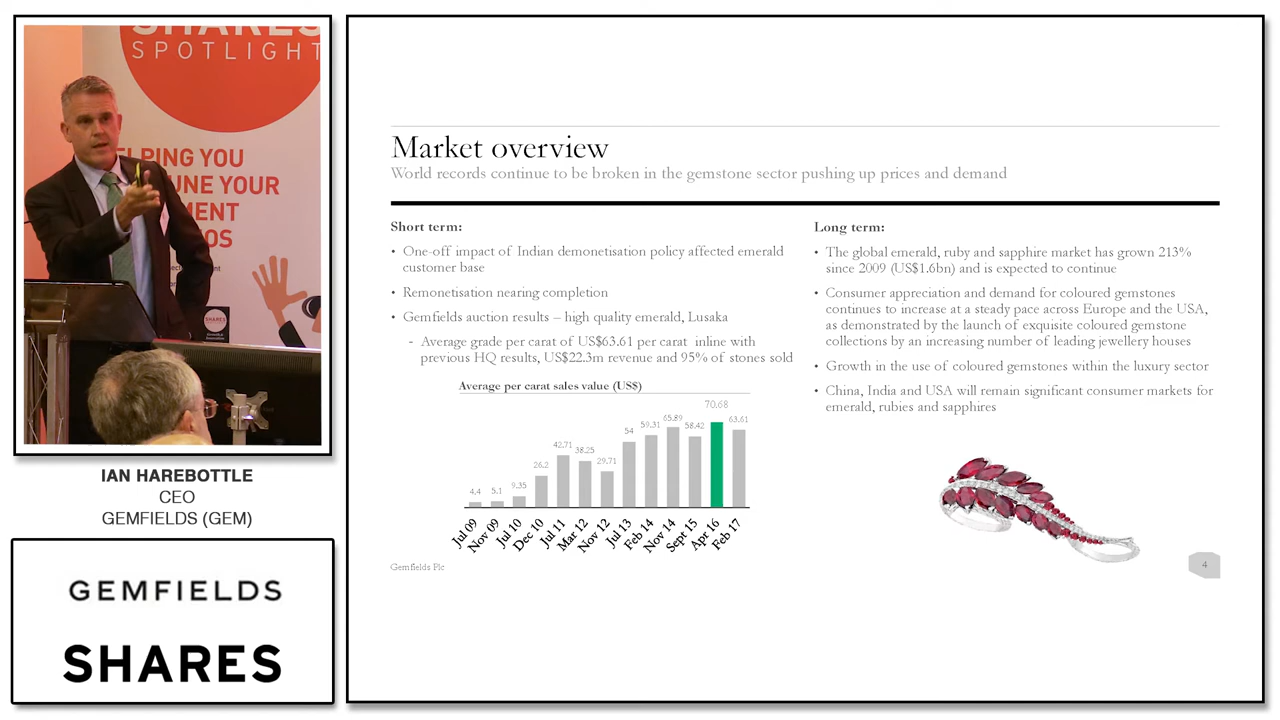 SHARES
SPOTLIGHT
HELPING YOU
UNE YOUR
MENT
OS
IAN HAREBOTTLE
CEO
GEMFIELDS (GEM)
GEMFIELDS
SHARES
Market overview
World records continue to be broken in the gemstone sector pushing up prices and demand
Short term:
• One-off impact of Indian demonetisation policy affected emerald
customer base
• Remonetisation nearing completion
• Gemfields auction results – high quality emerald, Lusaka
- Average grade per carat of US$63.61 per carat inline with
previous HQ results, US$22.3m revenue and 95% of stones sold
Average per carat sales value (US$)
4.4 5.1 9.35 26.2 42.71 38.25 29.71 54 59.31 65.89 58.42 70.68 63.61
Jul 09 Nov 09 Jul 10 Dec 10 Jul 11 Mar 12 Nov 12 Jul 13 Feb 14 Nov 14 Sept 15 Apr 16 Feb 17
Long term:
• The global emerald, ruby and sapphire market has grown 213%
since 2009 (US$1.6bn) and is expected to continue
• Consumer appreciation and demand for coloured gemstones
continues to increase at a steady pace across Europe and the USA,
as demonstrated by the launch of exquisite coloured gemstone
collections by an increasing number of leading jewellery houses
• Growth in the use of coloured gemstones within the luxury sector
• China, India and USA will remain significant consumer markets for
emerald, rubies and sapphires
Gemfields Plc
4